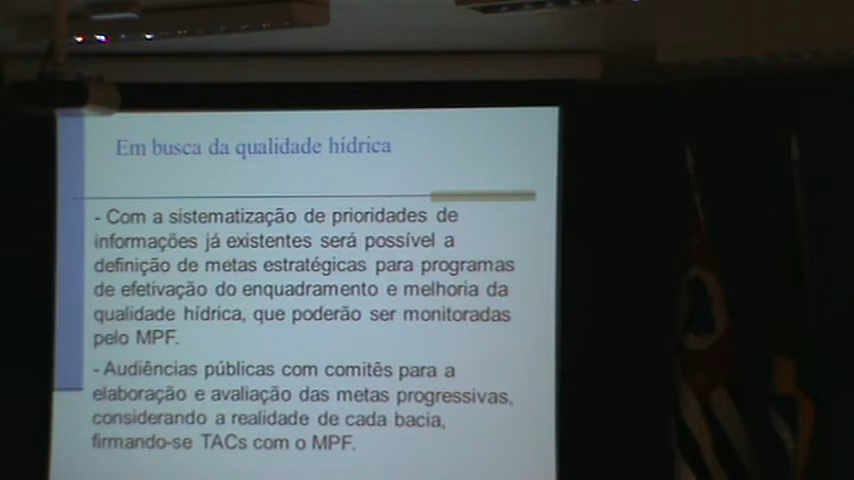 Em busca da qualidade hídrica
- Com a sistematização de prioridades de
informações já existentes será possível a
definição de metas estratégicas para programas
de efetivação do enquadramento e melhoria da
qualidade hídrica, que poderão ser monitoradas
pelo MPF.
- Audiências públicas com comitês para a
elaboração e avaliação das metas progressivas,
considerando a realidade de cada bacia,
firmando-se TACs com o MPF.